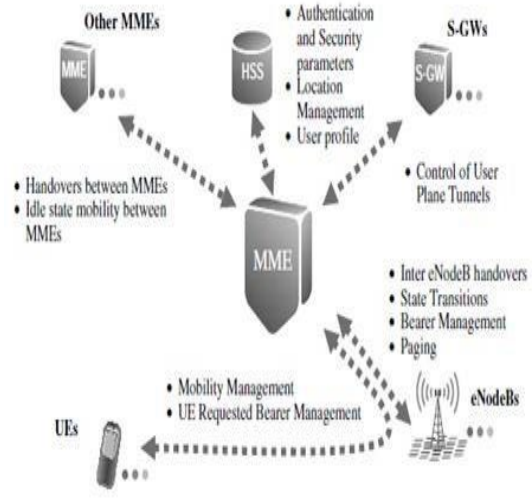 Other MMEs
MME
HSS
• Authentication
and Security
parameters
• Location
Management
• User profile
S-GWs
S-GW
• Handovers between MMEs
• Idle state mobility between
MMEs
• Control of User
Plane Tunnels
MME
• Inter eNodeB handovers
• State Transitions
• Bearer Management
• Paging
• Mobility Management
• UE Requested Bearer Management
UEs
eNodeBs